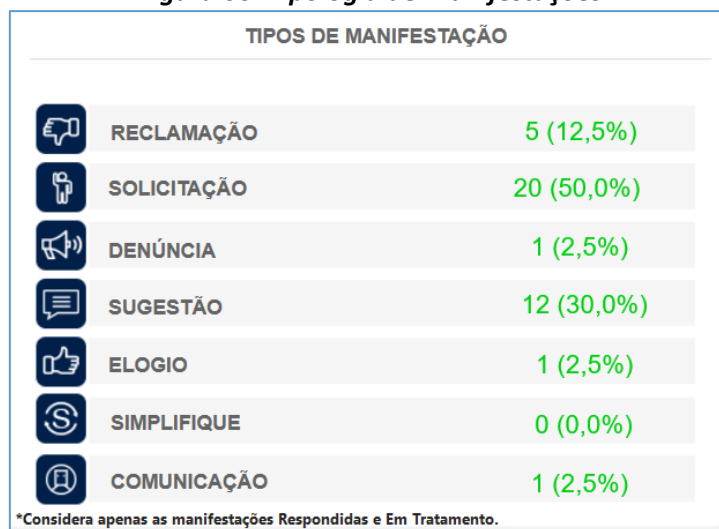 TIPOS DE MANIFESTAÇÃO
RECLAMAÇÃO 5 (12,5%)
SOLICITAÇÃO 20 (50,0%)
DENÚNCIA 1 (2,5%)
SUGESTÃO 12 (30,0%)
ELOGIO 1 (2,5%)
SIMPLIFIQUE 0 (0,0%)
COMUNICAÇÃO 1 (2,5%)
*Considera apenas as manifestações Respondidas e Em Tratamento.